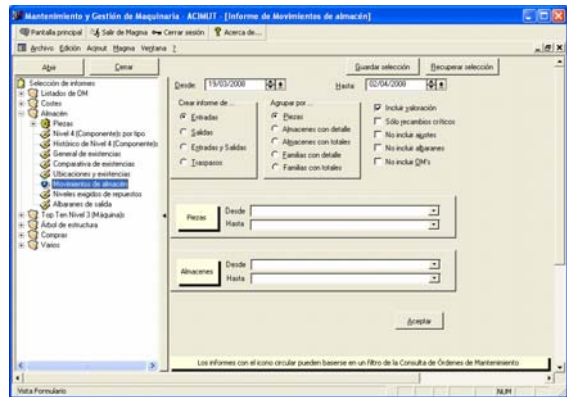 Mantenimiento y Gestión de Maquinaria - ACIMUT - [Informe de Movimientos de almacén]
Pantalla principal Salir de Magma Cerrar sesión Acerca de...
Archivo Edición Acimut Magma Ventana ?
Abrir Cerrar Guardar selección Recuperar selección
Selección de informes
Listados de DM
Costes
Almacén
Piezas
Nivel 4 (Componente)s por tipo
Histórico de Nivel 4 (Componente)s
General de existencias
Comparativa de existencias
Ubicaciones y existencias
Movimientos de almacén
Niveles exigidos de repuestos
Albaranes de salida
Top Ten Nivel 3 (Máquina)s
Árbol de estructura
Compras
Varios
Desde 19/03/2008 Hasta 02/04/2008
Crear informe de ...
Entradas
Salidas
Entradas y Salidas
Traspasos
Agrupar por ...
Piezas
Almacenes con detalle
Almacenes con totales
Familias con detalle
Familias con totales
Incluir valoración
Sólo recambios críticos
No incluir ajustes
No incluir albaranes
No incluir DM's
Piezas Desde
Hasta
Almacenes Desde
Hasta
Aceptar
Los informes con el icono circular pueden basarse en un filtro de la Consulta de Órdenes de Mantenimiento
Vista Formulario NUM